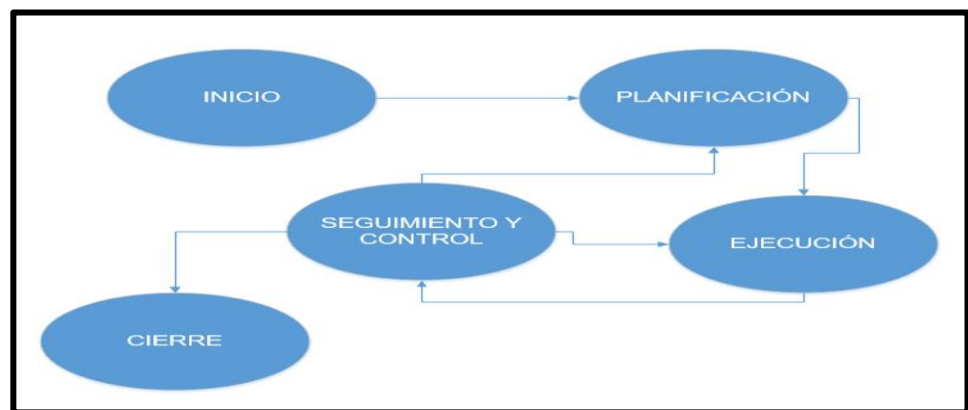 INICIO
PLANIFICACIÓN
SEGUIMIENTO Y
CONTROL
EJECUCIÓN
CIERRE